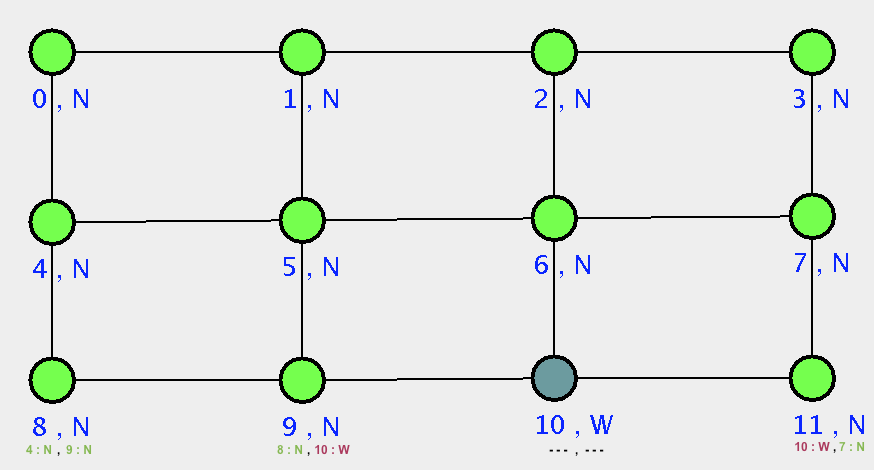 0 , N
1 , N
2 , N
3 , N
4 , N
5 , N
6 , N
7 , N
8 , N
9 , N
10 , W
11 , N
4 : N , 9 : N
8 : N , 10 : W
--- , ---
10 : W , 7 : N